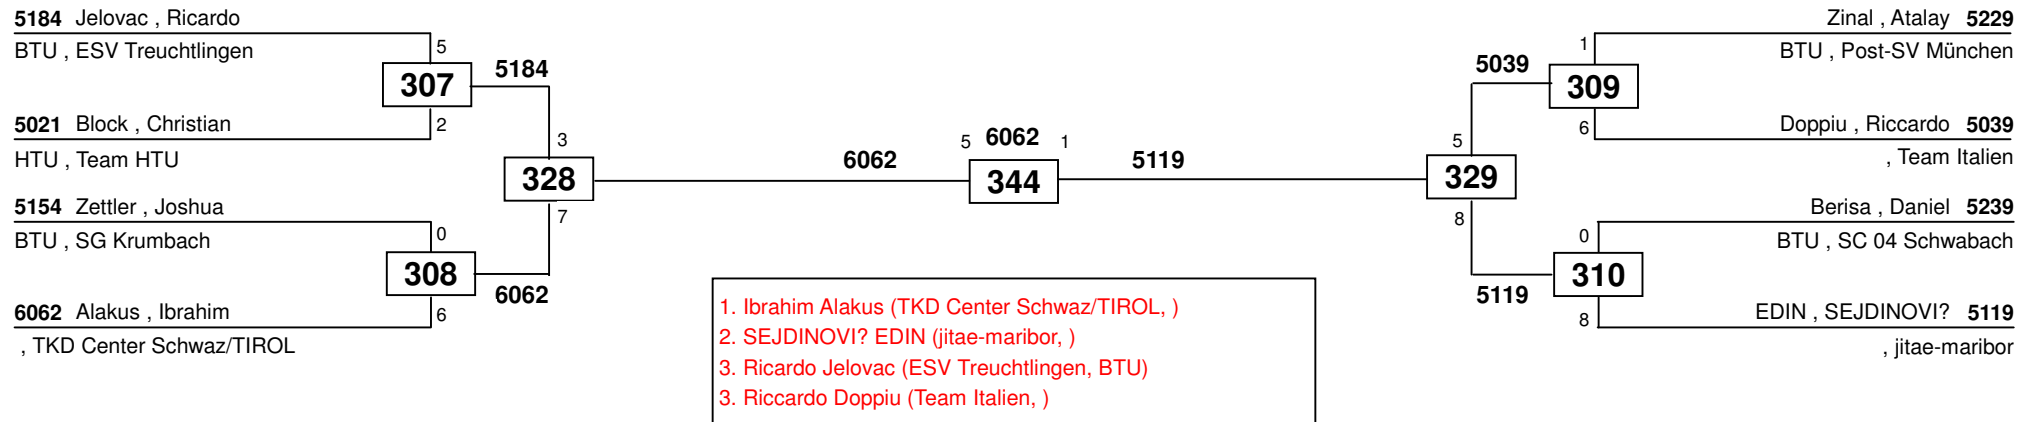 5184 Jelovac , Ricardo
BTU , ESV Treuchtlingen
5
307
5184
5021 Block , Christian
2
HTU , Team HTU
3
328
7
5154 Zettler , Joshua
BTU , SG Krumbach
0
308
6062
6062 Alakus , Ibrahim
6
, TKD Center Schwaz/TIROL
6062
5 6062 1
344
5119
Zinal , Atalay 5229
1
BTU , Post-SV München
5039
309
Doppiu , Riccardo 5039
6
, Team Italien
5
329
8
Berisa , Daniel 5239
0
BTU , SC 04 Schwabach
310
5119
EDIN , SEJDINOVI? 5119
8
, jitae-maribor
1. Ibrahim Alakus (TKD Center Schwaz/TIROL, )
2. SEJDINOVI? EDIN (jitae-maribor, )
3. Ricardo Jelovac (ESV Treuchtlingen, BTU)
3. Riccardo Doppiu (Team Italien, )